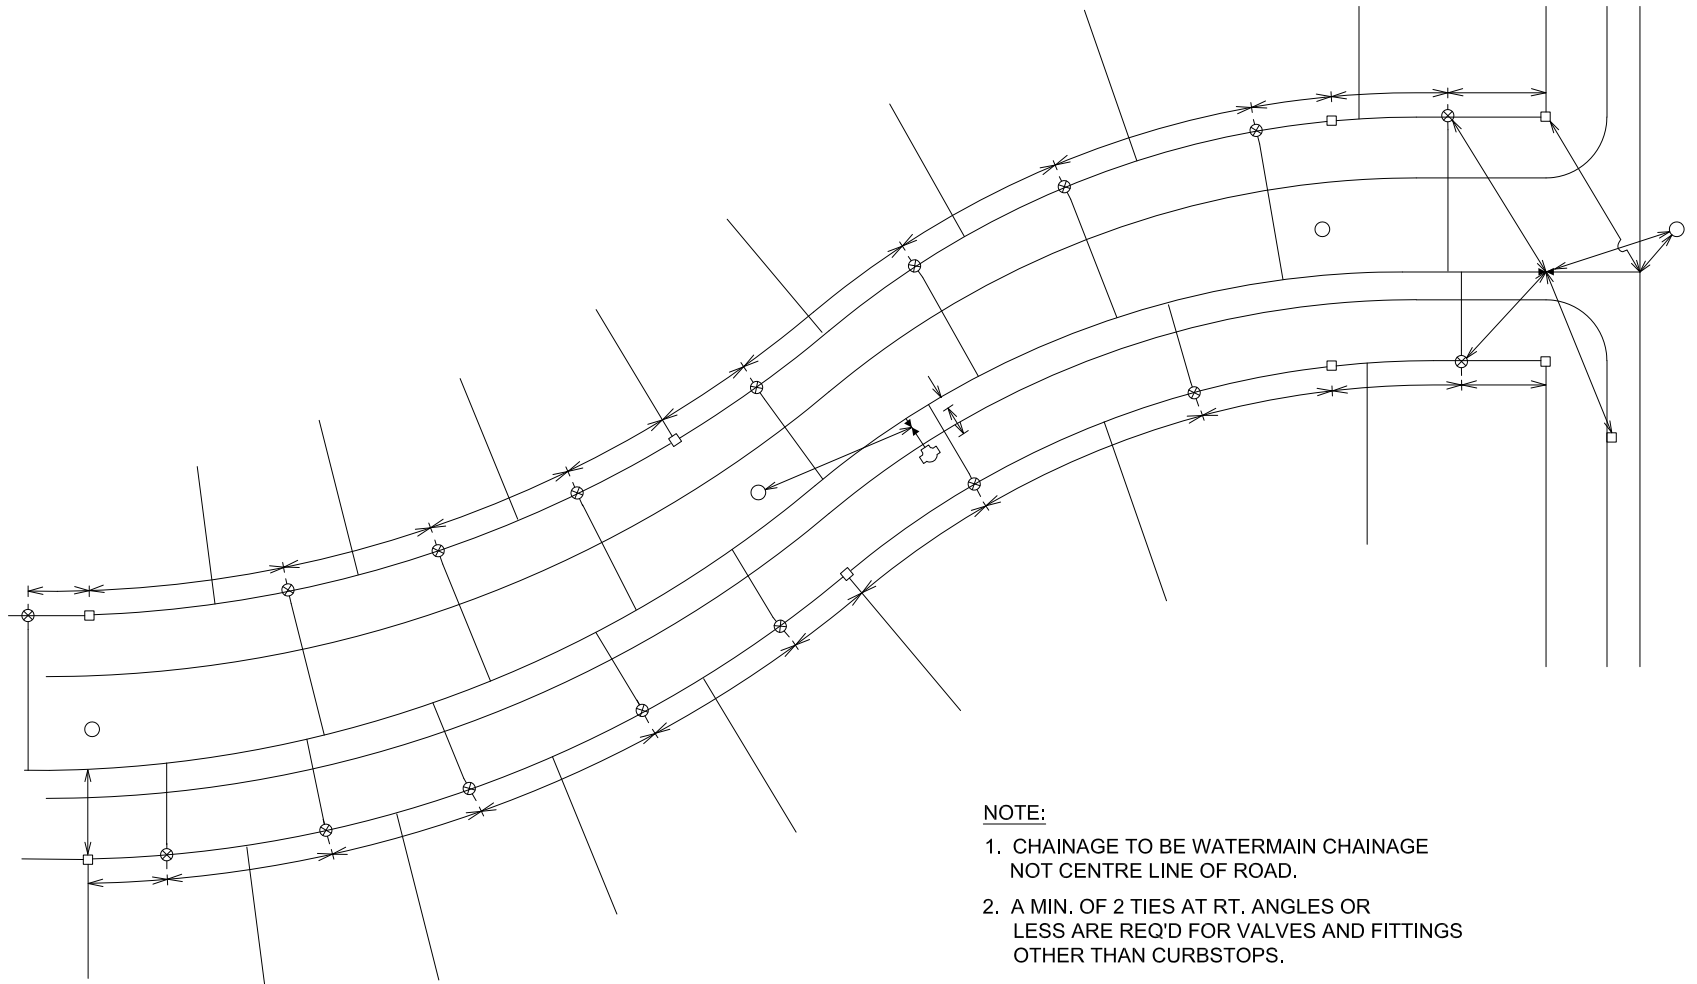 NOTE:
1. CHAINAGE TO BE WATERMAIN CHAINAGE
NOT CENTRE LINE OF ROAD.
2. A MIN. OF 2 TIES AT RT. ANGLES OR
LESS ARE REQ'D FOR VALVES AND FITTINGS
OTHER THAN CURBSTOPS.